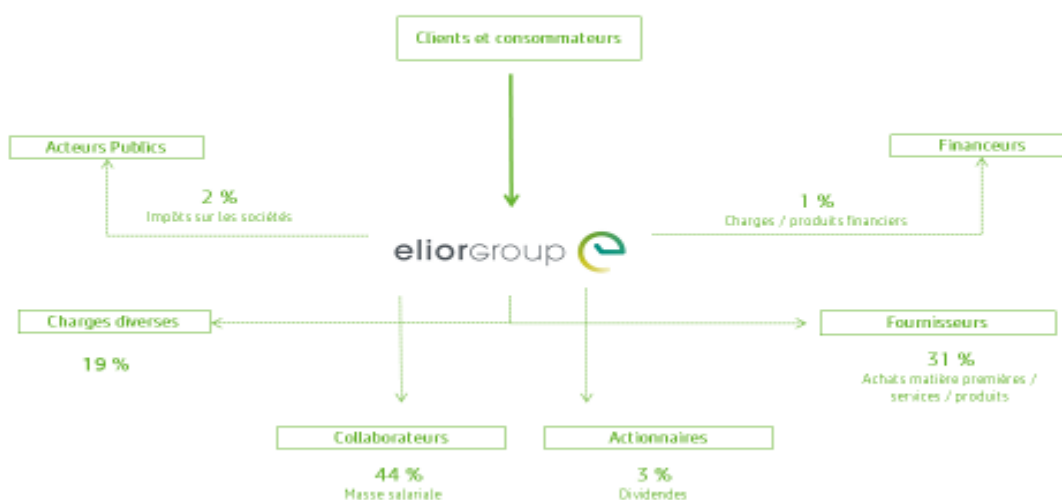 Clients et consommateurs
Acteurs Publics
Financeurs
2 %
Impôts sur les sociétés
1 %
Charges / produits financiers
eliorGroup
Charges diverses
Fournisseurs
19 %
31 %
Achats matière premières /
services / produits
Collaborateurs
Actionnaires
44 %
Masse salariale
3 %
Dividendes